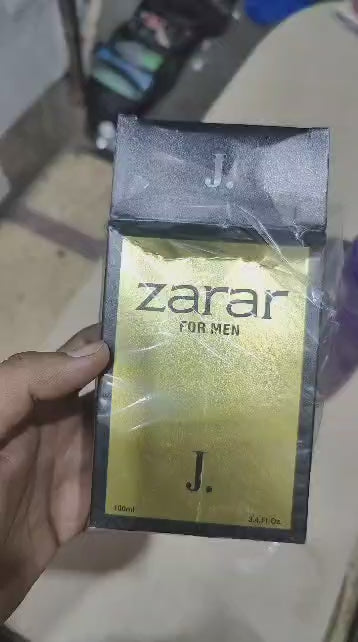 J.
zarar
FOR MEN
J.
100ml
3.4.Fl.Oz.